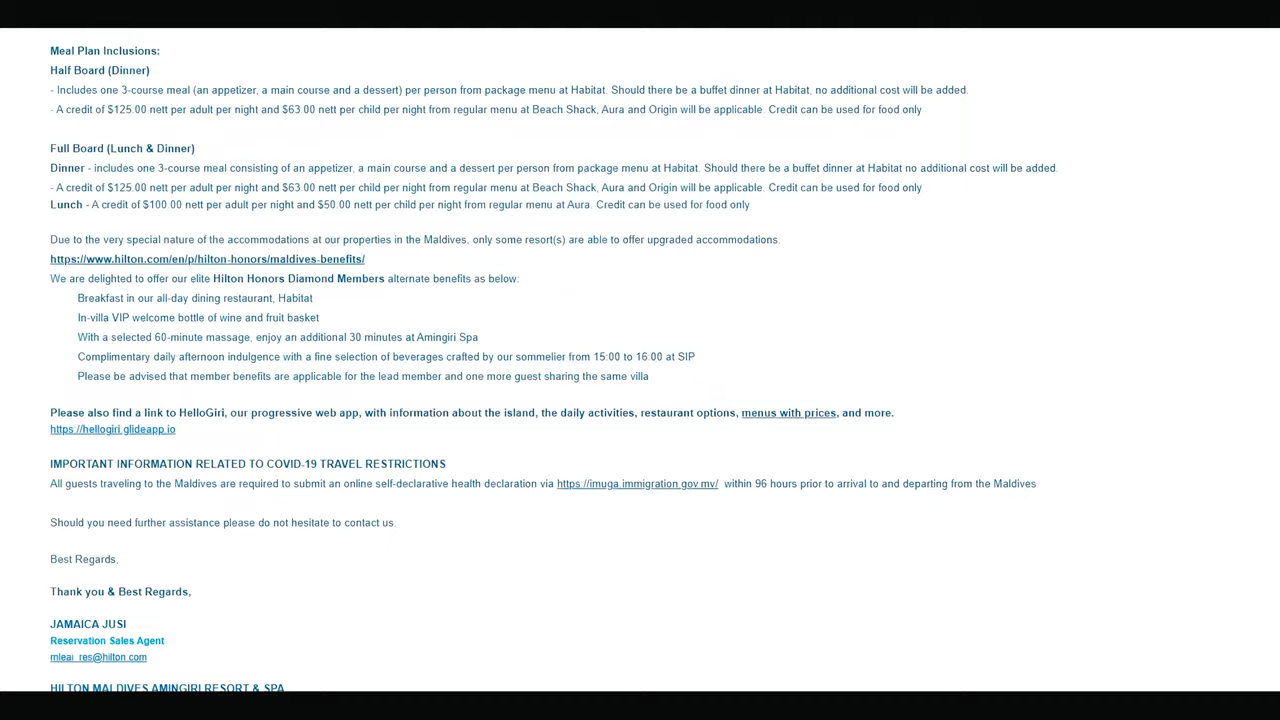 Meal Plan Inclusions:
Half Board (Dinner)
- Includes one 3-course meal (an appetizer, a main course and a dessert) per person from package menu at Habitat. Should there be a buffet dinner at Habitat, no additional cost will be added.
- A credit of $125.00 nett per adult per night and $63.00 nett per child per night from regular menu at Beach Shack, Aura and Origin will be applicable. Credit can be used for food only
Full Board (Lunch & Dinner)
Dinner - includes one 3-course meal consisting of an appetizer, a main course and a dessert per person from package menu at Habitat. Should there be a buffet dinner at Habitat no additional cost will be added.
- A credit of $125.00 nett per adult per night and $63.00 nett per child per night from regular menu at Beach Shack, Aura and Origin will be applicable. Credit can be used for food only
Lunch - A credit of $100.00 nett per adult per night and $50.00 nett per child per night from regular menu at Aura. Credit can be used for food only
Due to the very special nature of the accommodations at our properties in the Maldives, only some resort(s) are able to offer upgraded accommodations.
https://www.hilton.com/en/p/hilton-honors/maldives-benefits/
We are delighted to offer our elite Hilton Honors Diamond Members alternate benefits as below:
Breakfast in our all-day dining restaurant, Habitat
In-villa VIP welcome bottle of wine and fruit basket
With a selected 60-minute massage, enjoy an additional 30 minutes at Amingiri Spa
Complimentary daily afternoon indulgence with a fine selection of beverages crafted by our sommelier from 15:00 to 16:00 at SIP
Please be advised that member benefits are applicable for the lead member and one more guest sharing the same villa
Please also find a link to HelloGiri, our progressive web app, with information about the island, the daily activities, restaurant options, menus with prices, and more.
https://hellogiri.glideapp.io
IMPORTANT INFORMATION RELATED TO COVID-19 TRAVEL RESTRICTIONS
All guests traveling to the Maldives are required to submit an online self-declarative health declaration via https://imuga.immigration.gov.mv/ within 96 hours prior to arrival to and departing from the Maldives
Should you need further assistance please do not hesitate to contact us.
Best Regards,
Thank you & Best Regards,
JAMAICA JUSI
Reservation Sales Agent
mleai_res@hilton.com
HILTON MALDIVES AMINGIRI RESORT & SPA